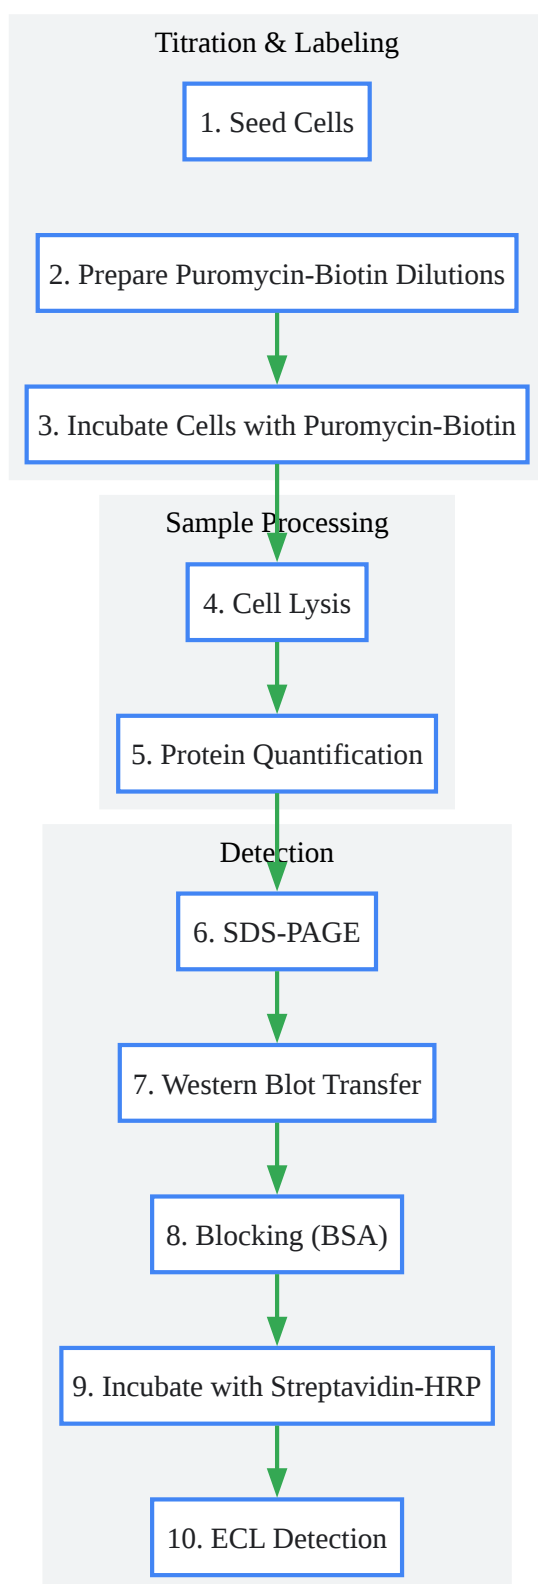 Titration & Labeling
1. Seed Cells
2. Prepare Puromycin-Biotin Dilutions
3. Incubate Cells with Puromycin-Biotin
Sample Processing
4. Cell Lysis
5. Protein Quantification
Detection
6. SDS-PAGE
7. Western Blot Transfer
8. Blocking (BSA)
9. Incubate with Streptavidin-HRP
10. ECL Detection